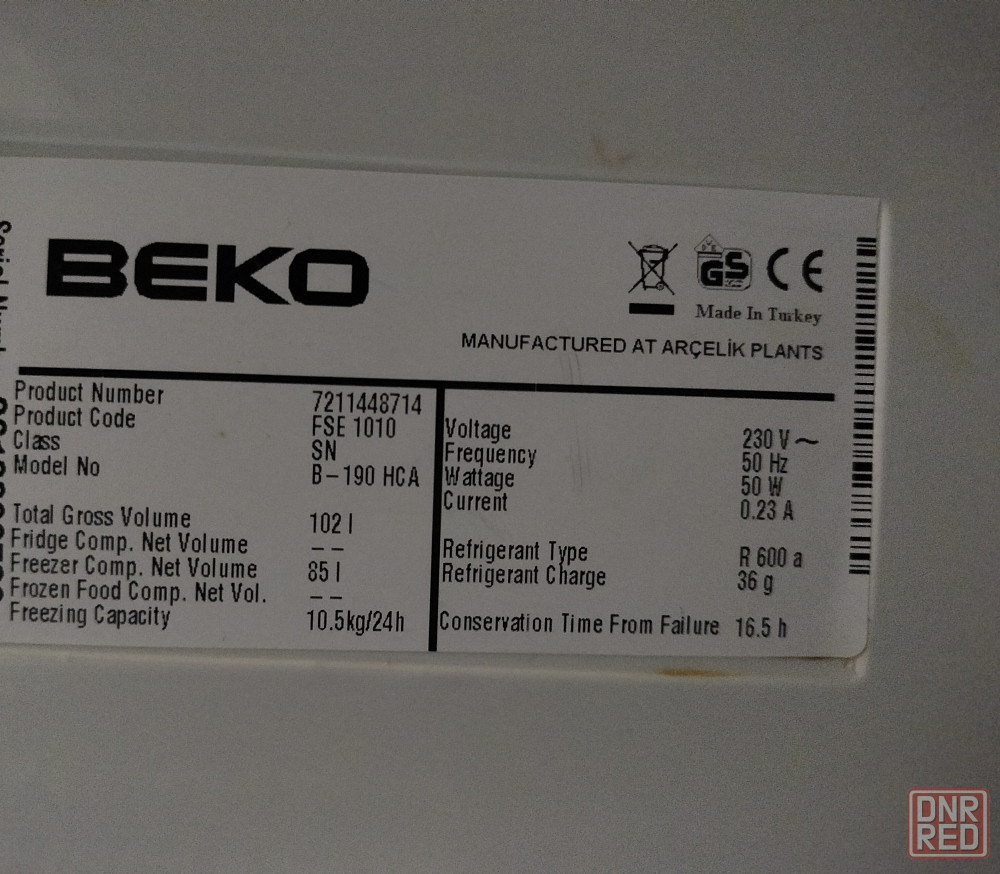 BEKO
GS
CE
Made In Turkey
MANUFACTURED AT ARÇELİK PLANTS
Product Number 7211448714
Product Code FSE 1010
Class SN
Model No B-190 HCA
Total Gross Volume 102 l
Fridge Comp. Net Volume --
Freezer Comp. Net Volume 85 l
Frozen Food Comp. Net Vol. --
Freezing Capacity 10.5kg/24h
Voltage 230 V ~
Frequency 50 Hz
Wattage 50 W
Current 0.23 A
Refrigerant Type R 600 a
Refrigerant Charge 36 g
Conservation Time From Failure 16.5 h
DNR
RED